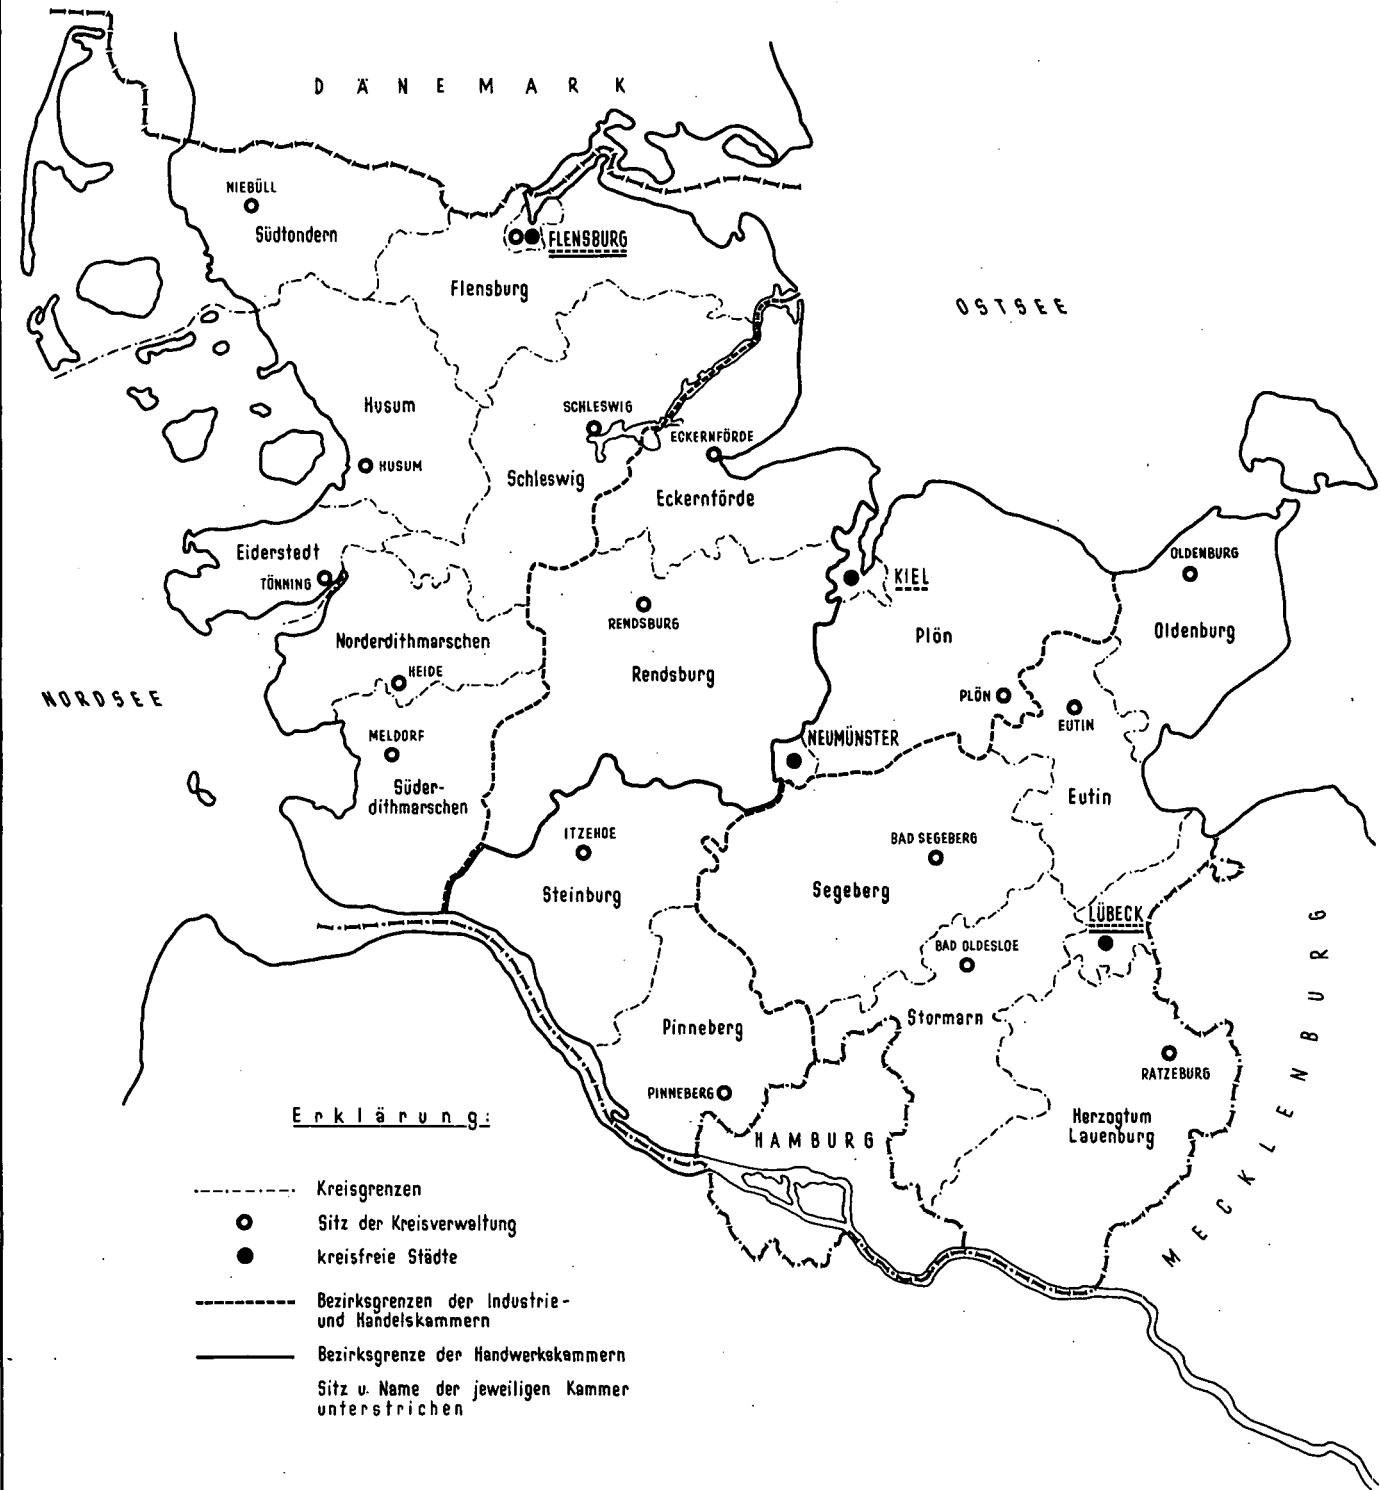 DÄNEMARK
NIEBÜLL
Südtondern
FLENSBURG
Flensburg
OSTSEE
Husum
SCHLESWIG
ECKERNFÖRDE
HUSUM
Schleswig
Eckernförde
Eiderstedt
TÖNNING
OLDENBURG
KIEL
RENDSBURG
Oldenburg
Norderdithmarschen
Plön
HEIDE
Rendsburg
NORDSEE
PLÖN
EUTIN
MELDORF
NEUMÜNSTER
Süder-
dithmarschen
Eutin
ITZEHOE
BAD SEGEBERG
Steinburg
Segeberg
LÜBECK
BAD OLDESLOE
Pinneberg
Stormarn
RATZEBURG
PINNEBERG
HAMBURG
Herzogtum
Lauenburg
MECKLENBURG
Erklärung:
Kreisgrenzen
Sitz der Kreisverwaltung
kreisfreie Städte
Bezirksgrenzen der Industrie-
und Handelskammern
Bezirksgrenze der Handwerkskammern
Sitz u. Name der jeweiligen Kammer
unterstrichen